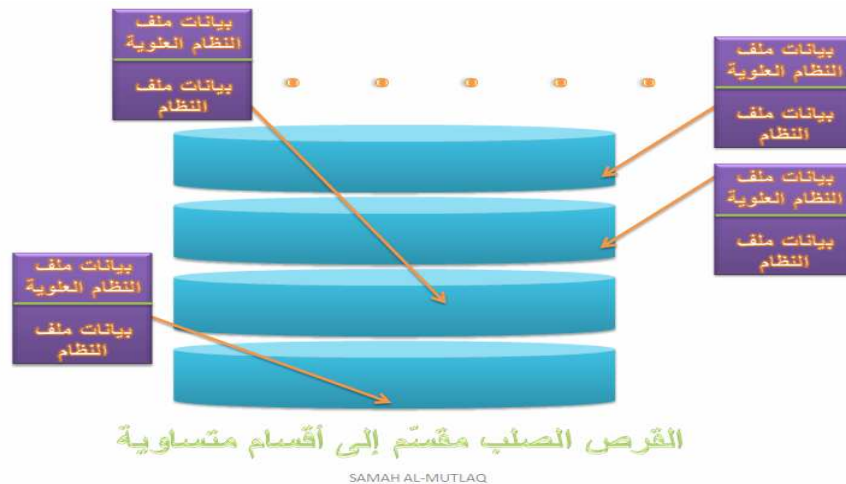 بيانات ملف
النظام العلوية
بيانات ملف
النظام
بيانات ملف
النظام العلوية
بيانات ملف
النظام
بيانات ملف
النظام العلوية
بيانات ملف
النظام
بيانات ملف
النظام العلوية
بيانات ملف
النظام
القرص الصلب مقسّم إلى أقسام متساوية
SAMAH AL-MUTLAQ